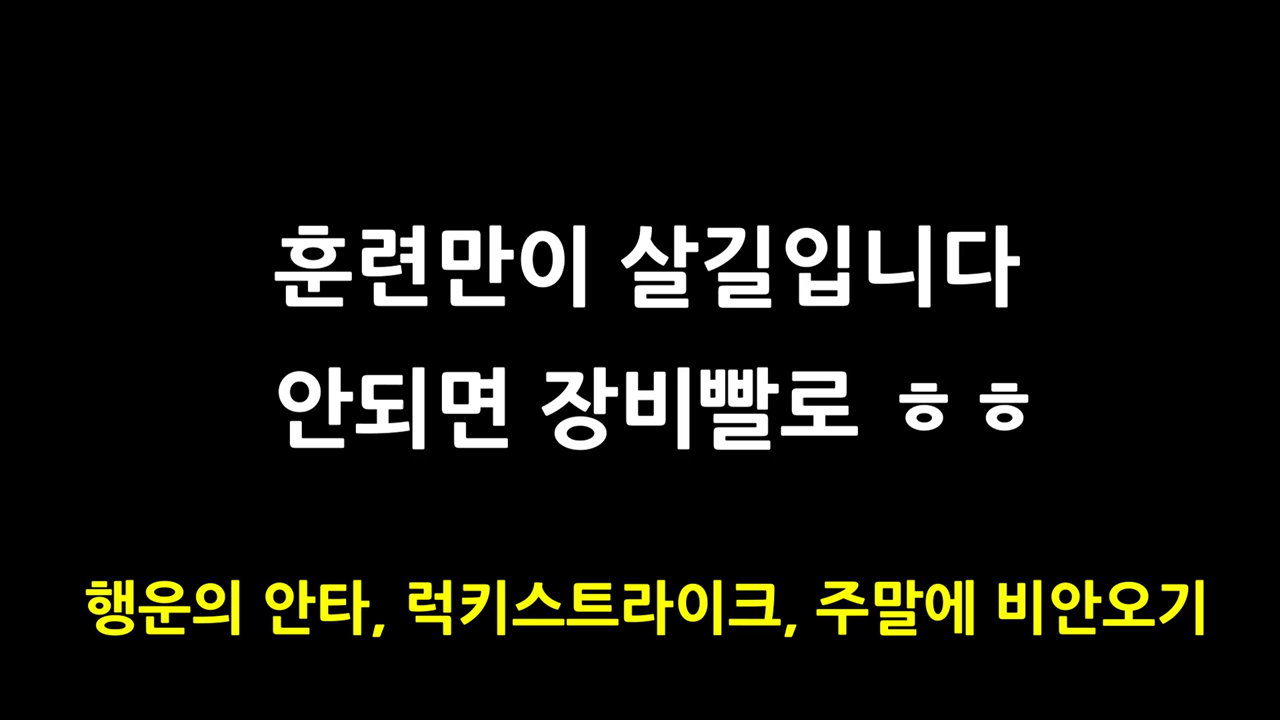 훈련만이 살길입니다
안되면 장비빨로 ㅎㅎ
행운의 안타, 럭키스트라이크, 주말에 비안오기